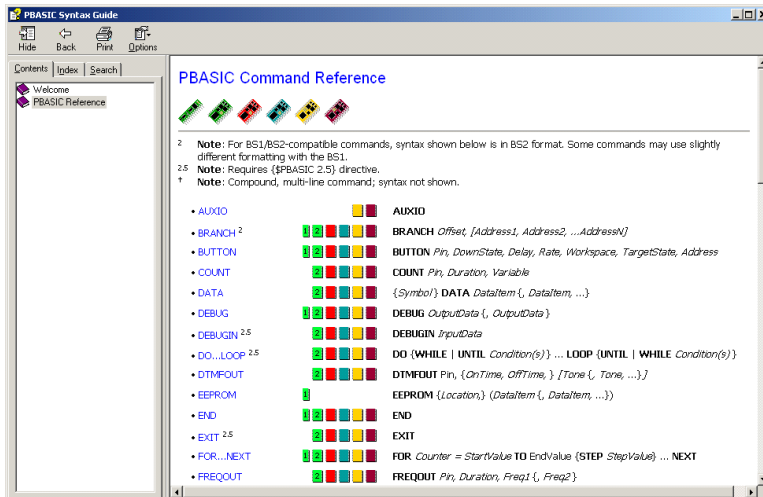 PBASIC Syntax Guide
Hide Back Print Options
Contents Index Search
Welcome
PBASIC Reference
PBASIC Command Reference
2 Note: For BS1/BS2-compatible commands, syntax shown below is in BS2 format. Some commands may use slightly
different formatting with the BS1.
2.5 Note: Requires {$PBASIC 2.5} directive.
† Note: Compound, multi-line command; syntax not shown.
• AUXIO AUXIO
• BRANCH 2 1 2 BRANCH Offset, [Address1, Address2, ...AddressN]
• BUTTON 1 2 BUTTON Pin, DownState, Delay, Rate, Workspace, TargetState, Address
• COUNT 2 COUNT Pin, Duration, Variable
• DATA 2 {Symbol} DATA DataItem {, DataItem, ...}
• DEBUG 1 2 DEBUG OutputData {, OutputData}
• DEBUGIN 2.5 2 DEBUGIN InputData
• DO...LOOP 2.5 2 DO {WHILE | UNTIL Condition(s)} ... LOOP {UNTIL | WHILE Condition(s)}
• DTMFOUT 2 DTMFOUT Pin, {OnTime, OffTime, } [Tone {, Tone, ...}]
• EEPROM 1 EEPROM {Location,} (DataItem {, DataItem, ...})
• END 1 2 END
• EXIT 2.5 2 EXIT
• FOR...NEXT 1 2 FOR Counter = StartValue TO EndValue {STEP StepValue} ... NEXT
• FREQOUT 2 FREQOUT Pin, Duration, Freq1 {, Freq2}